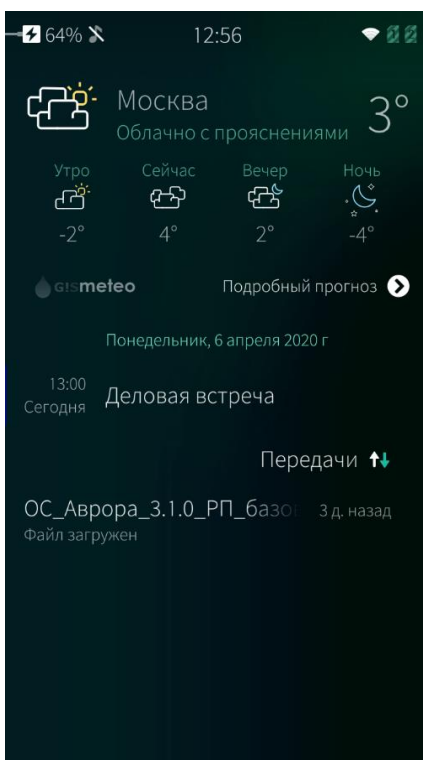 64% 12:56
Москва 3°
Облачно с прояснениями
Утро Сейчас Вечер Ночь
-2° 4° 2° -4°
GISmeteo Подробный прогноз
Понедельник, 6 апреля 2020 г
13:00
Сегодня
Деловая встреча
Передачи
ОС_Аврора_3.1.0_РП_базо 3 д. назад
Файл загружен